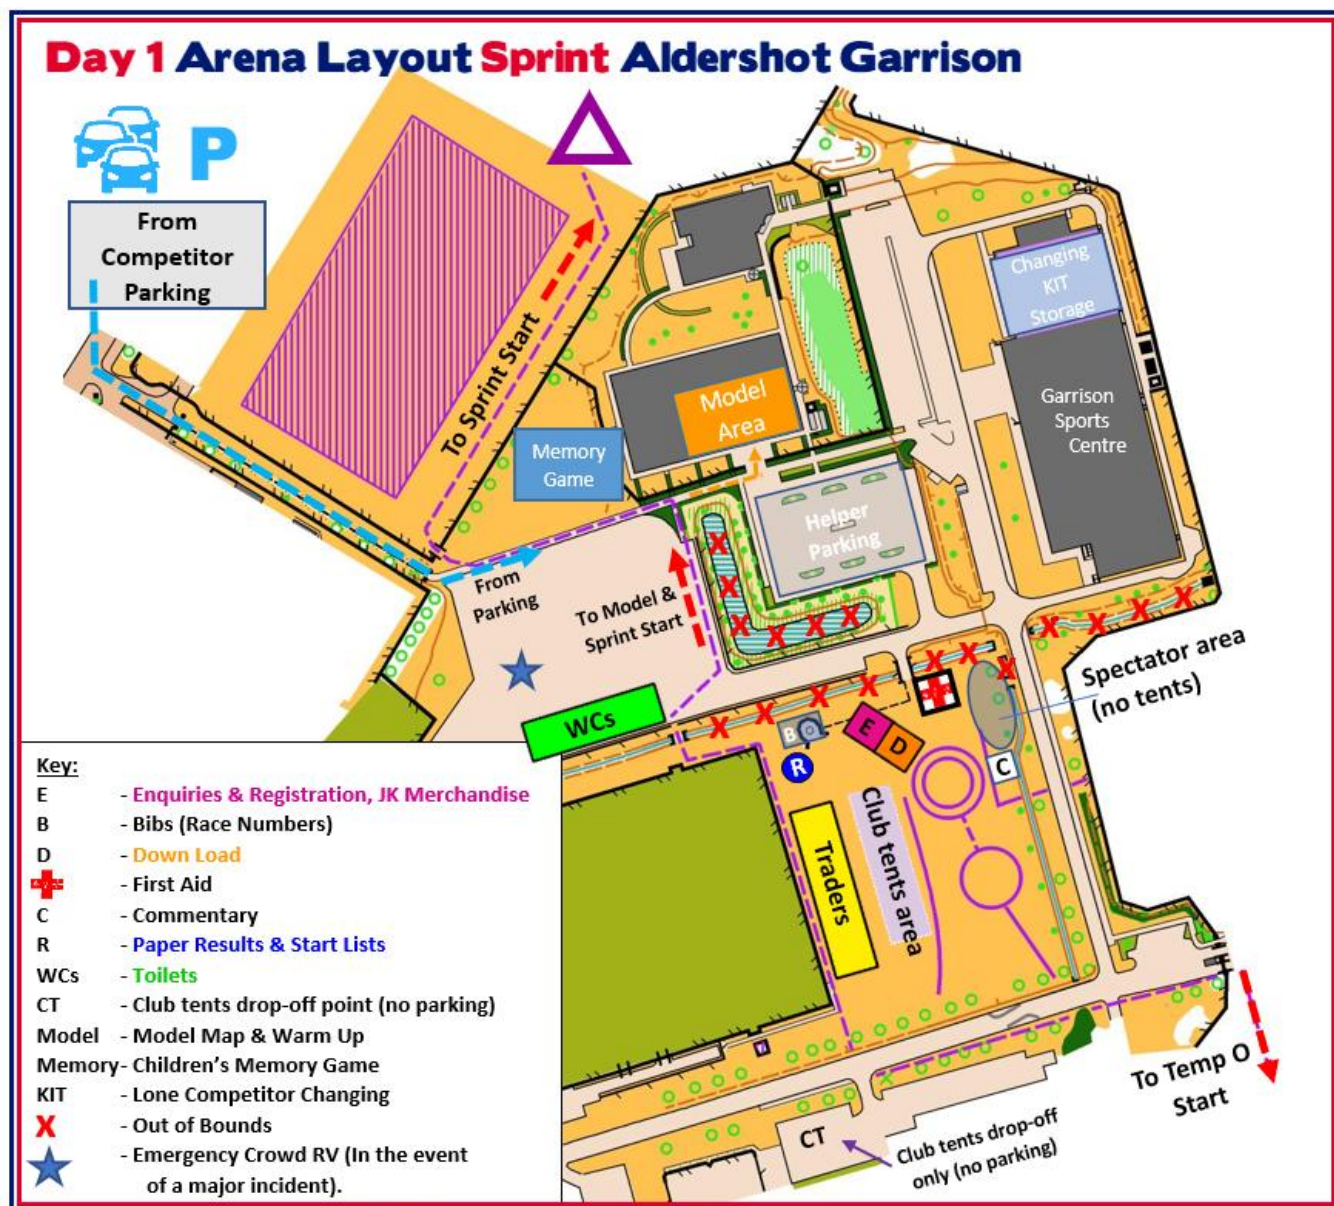 Day 1 Arena Layout Sprint Aldershot Garrison
P
From
Competitor
Parking
To Sprint Start
Memory
Game
Model
Area
Changing
KIT
Storage
Garrison
Sports
Centre
Helper
Parking
From
Parking
To Model &
Sprint Start
X X X X X X X
X X X X
X X X X X X X
WCs
B
R
E
D
C
Spectator area
(no tents)
Traders
Club tents area
To Temp O
Start
CT
Club tents drop-off
only (no parking)
Key:
E - Enquiries & Registration, JK Merchandise
B - Bibs (Race Numbers)
D - Down Load
- First Aid
C - Commentary
R - Paper Results & Start Lists
WCs - Toilets
CT - Club tents drop-off point (no parking)
Model - Model Map & Warm Up
Memory- Children's Memory Game
KIT - Lone Competitor Changing
X - Out of Bounds
- Emergency Crowd RV (In the event
of a major incident).